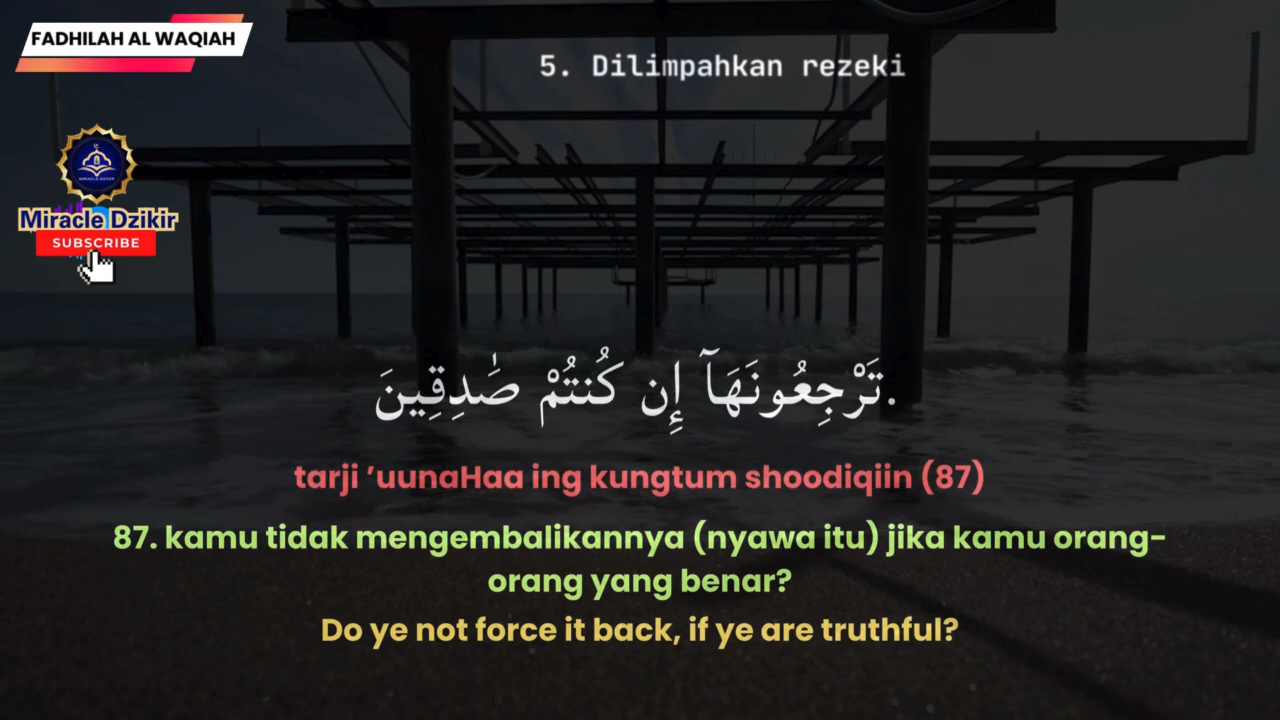 FADHILAH AL WAQIAH
5. Dilimpahkan rezeki
Miracle Dzikir
SUBSCRIBE
.تَرْجِعُونَهَآ إِن كُنتُمْ صَٰدِقِينَ
tarji ’uunaHaa ing kungtum shoodiqiin (87)
87. kamu tidak mengembalikannya (nyawa itu) jika kamu orang-
orang yang benar?
Do ye not force it back, if ye are truthful?